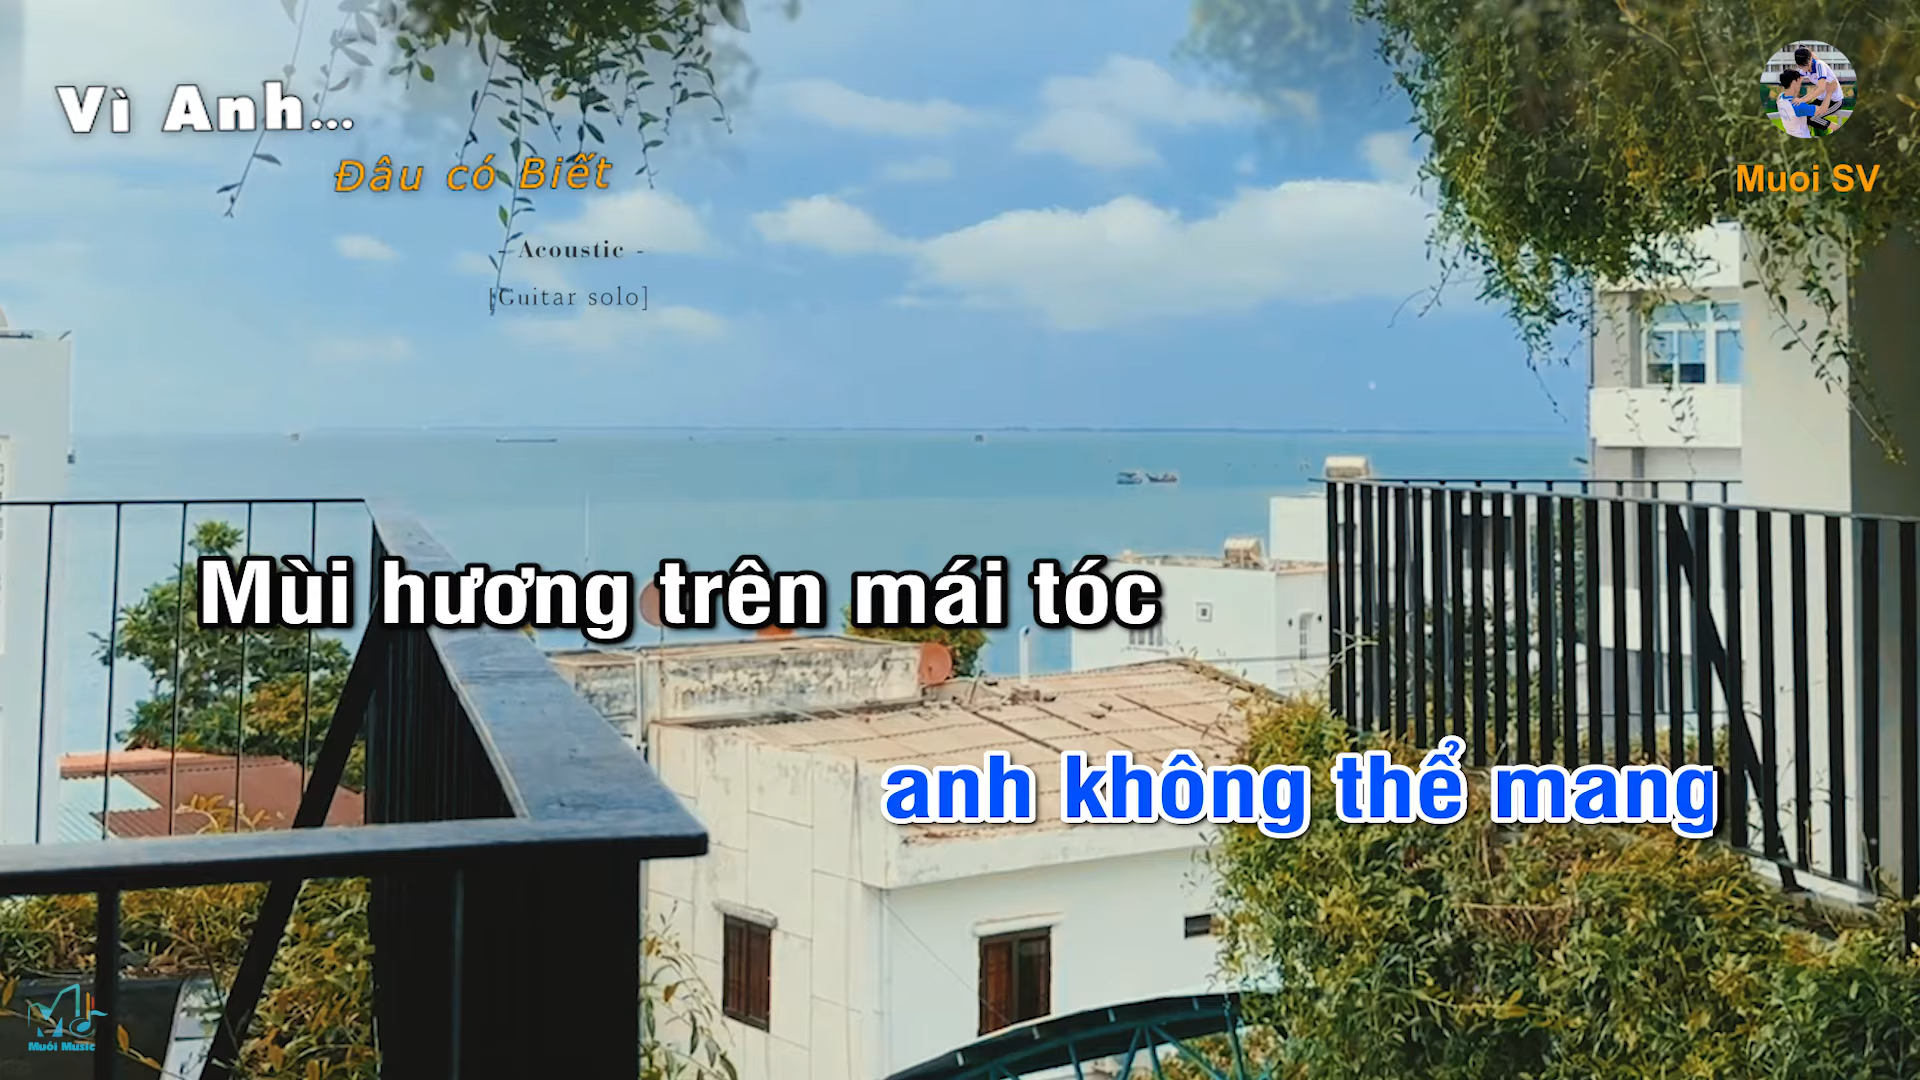 Vì Anh...
Đâu có Biết
- Acoustic -
[Guitar solo]
Muoi SV
Mùi hương trên mái tóc
anh không thể mang
Muói Music